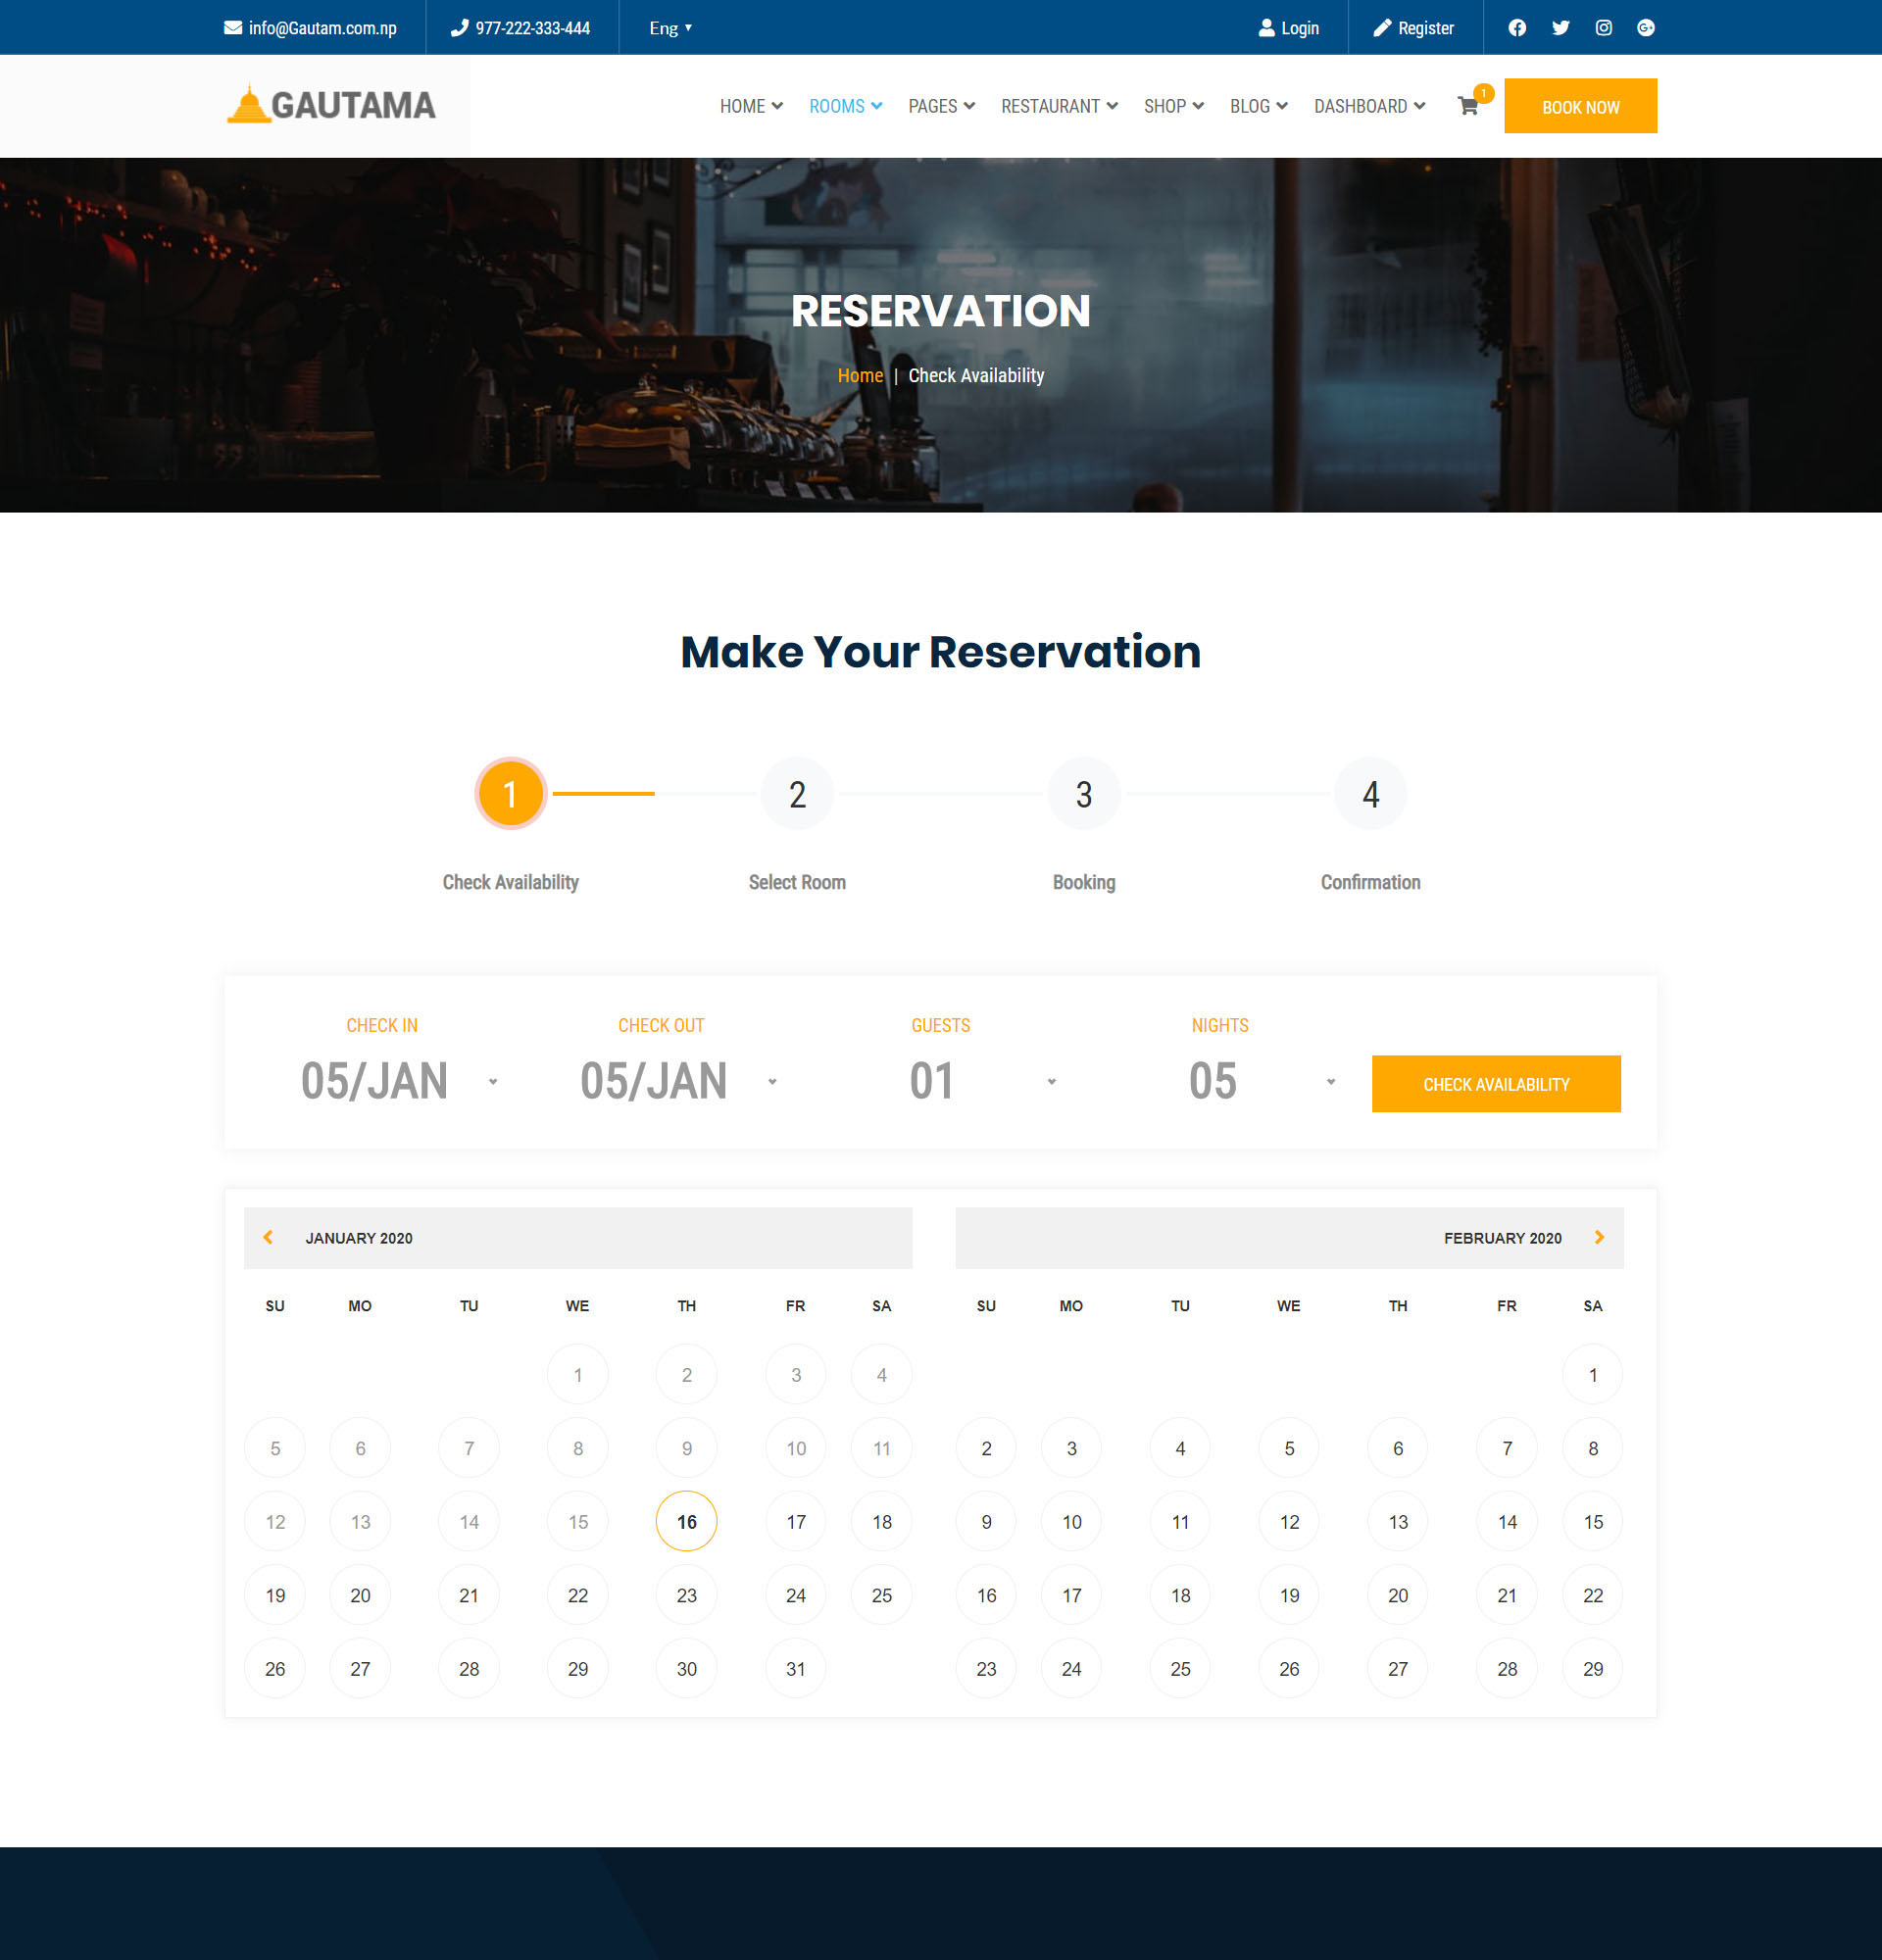 info@Gautam.com.np 977-222-333-444 Eng Login Register
GAUTAMA HOME ROOMS PAGES RESTAURANT SHOP BLOG DASHBOARD 1 BOOK NOW
RESERVATION
Home | Check Availability
Make Your Reservation
1 2 3 4
Check Availability Select Room Booking Confirmation
CHECK IN CHECK OUT GUESTS NIGHTS
05/JAN 05/JAN 01 05 CHECK AVAILABILITY
JANUARY 2020 FEBRUARY 2020
SU MO TU WE TH FR SA SU MO TU WE TH FR SA
1 2 3 4 1
5 6 7 8 9 10 11 2 3 4 5 6 7 8
12 13 14 15 16 17 18 9 10 11 12 13 14 15
19 20 21 22 23 24 25 16 17 18 19 20 21 22
26 27 28 29 30 31 23 24 25 26 27 28 29